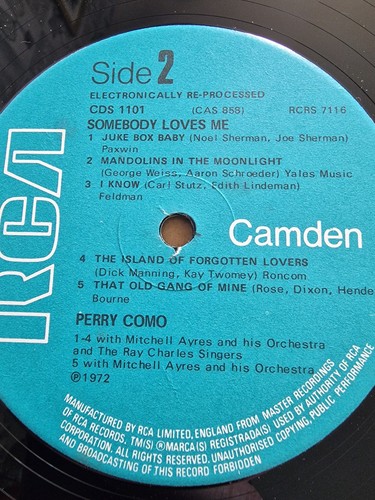 Side 2
ELECTRONICALLY RE-PROCESSED
CDS 1101 (CAS 858) RCRS 7116
SOMEBODY LOVES ME
1 JUKE BOX BABY (Noel Sherman, Joe Sherman)
Paxwin
2 MANDOLINS IN THE MOONLIGHT
(George Weiss, Aaron Schroeder) Yales Music
3 I KNOW (Carl Stutz, Edith Lindeman)
Feldman
RCA
Camden
4 THE ISLAND OF FORGOTTEN LOVERS
(Dick Manning, Kay Twomey) Roncom
5 THAT OLD GANG OF MINE (Rose, Dixon, Hende
Bourne
PERRY COMO
1-4 with Mitchell Ayres and his Orchestra
and The Ray Charles Singers
5 with Mitchell Ayres and his Orchestra
℗1972
MANUFACTURED BY RCA LIMITED, ENGLAND FROM MASTER RECORDINGS
OF RCA RECORDS. TM(S) ® MARCA(S) REGISTRADA(S) USED BY AUTHORITY OF RCA
CORPORATION. ALL RIGHTS RESERVED. UNAUTHORISED COPYING, PUBLIC PERFORMANCE
AND BROADCASTING OF THIS RECORD FORBIDDEN